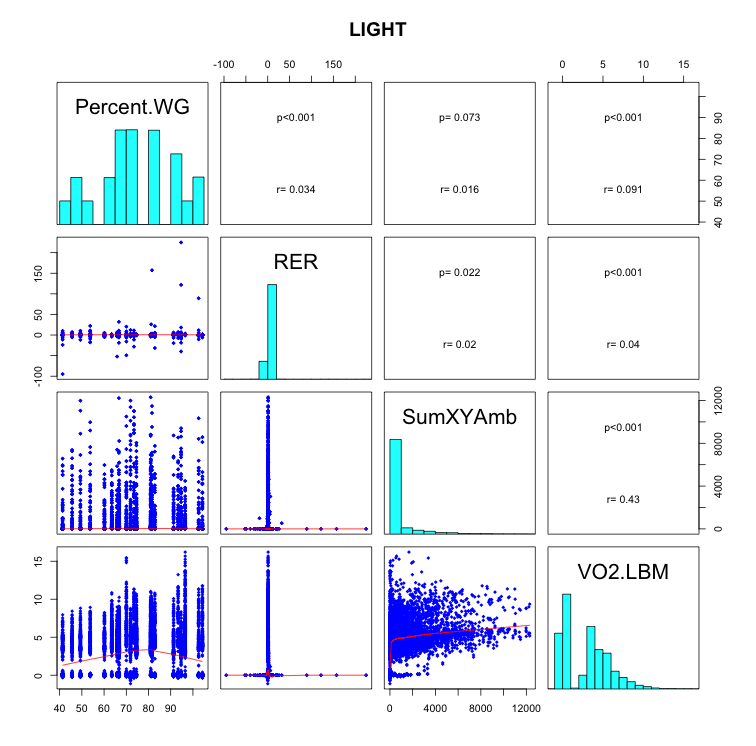 LIGHT
-100 0 50 150
0 5 10 15
Percent.WG
p<0.001
p= 0.073
p<0.001
r= 0.034
r= 0.016
r= 0.091
40 50 60 70 80 90
RER
p= 0.022
p<0.001
r= 0.02
r= 0.04
-100 0 50 150
SumXYAmb
p<0.001
r= 0.43
0 4000 8000 12000
VO2.LBM
0 5 10 15
40 50 60 70 80 90
0 4000 8000 12000